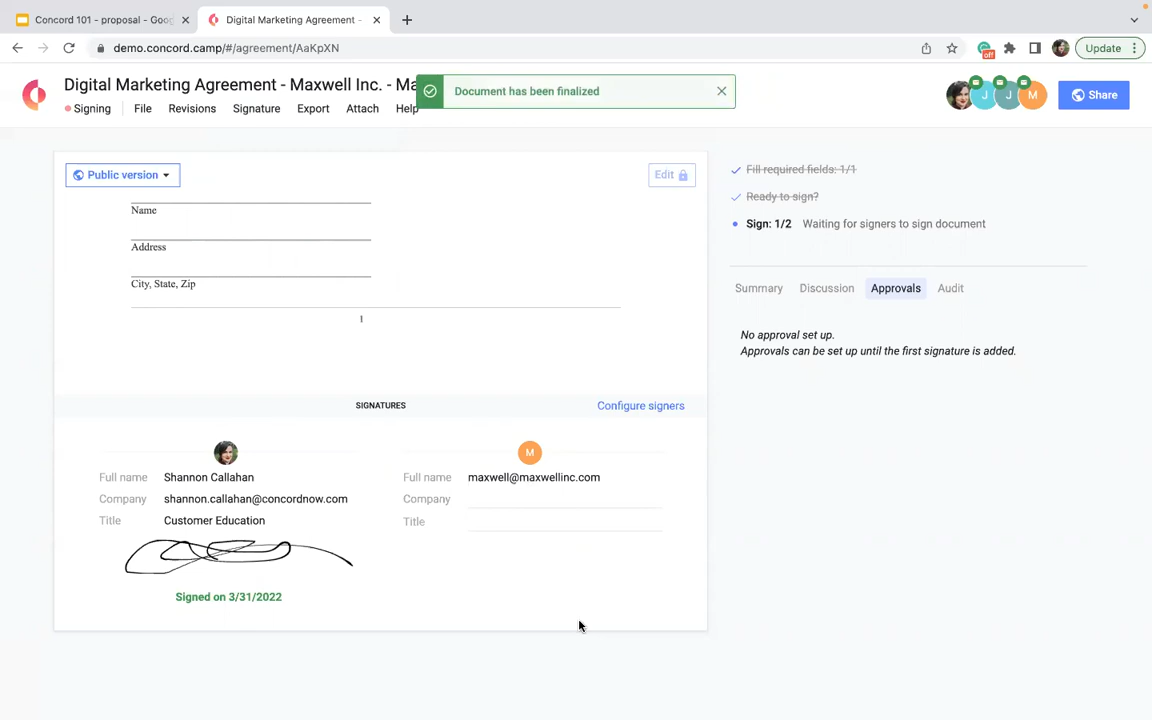 Concord 101 - proposal - Goog
Digital Marketing Agreement -
demo.concord.camp/#/agreement/AaKpXN
off
Update
Digital Marketing Agreement - Maxwell Inc. - Ma
Document has been finalized
Signing
File
Revisions
Signature
Export
Attach
Help
J
J
M
Share
Public version
Edit
Name
Address
City, State, Zip
1
SIGNATURES
Configure signers
Full name Shannon Callahan
Company shannon.callahan@concordnow.com
Title Customer Education
Signed on 3/31/2022
M
Full name maxwell@maxwellinc.com
Company
Title
Fill required fields: 1/1
Ready to sign?
Sign: 1/2 Waiting for signers to sign document
Summary
Discussion
Approvals
Audit
No approval set up.
Approvals can be set up until the first signature is added.